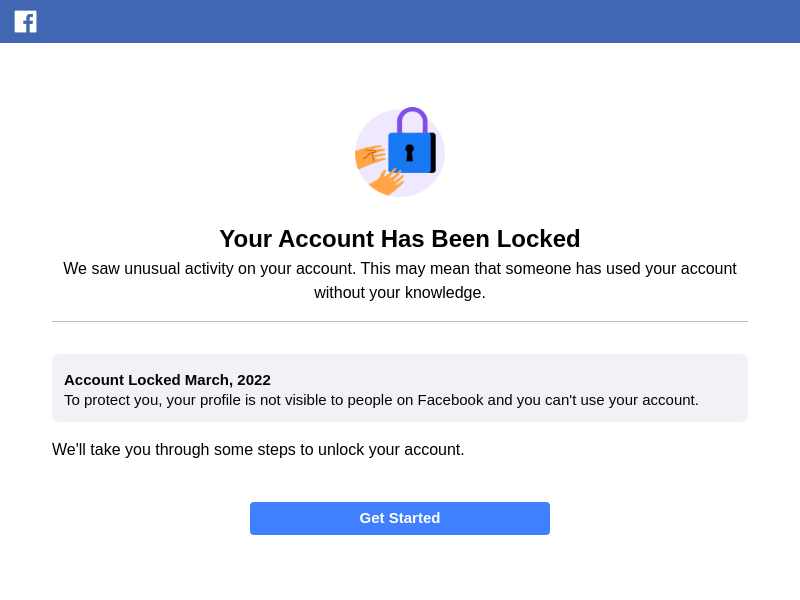 Your Account Has Been Locked
We saw unusual activity on your account. This may mean that someone has used your account
without your knowledge.
Account Locked March, 2022
To protect you, your profile is not visible to people on Facebook and you can't use your account.
We'll take you through some steps to unlock your account.
Get Started